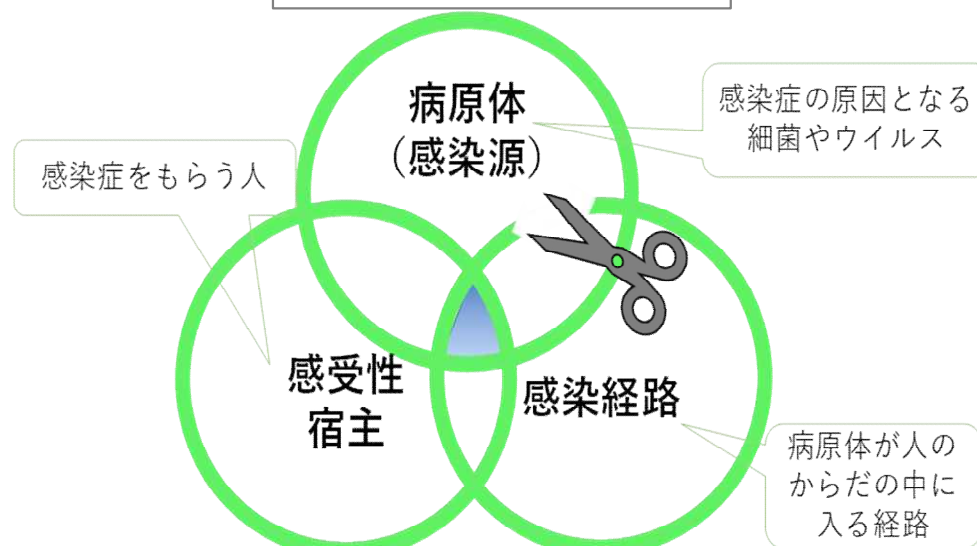 病原体
（感染源）
感染症の原因となる
細菌やウイルス
感染症をもらう人
感受性
宿主
感染経路
病原体が人の
からだの中に
入る経路